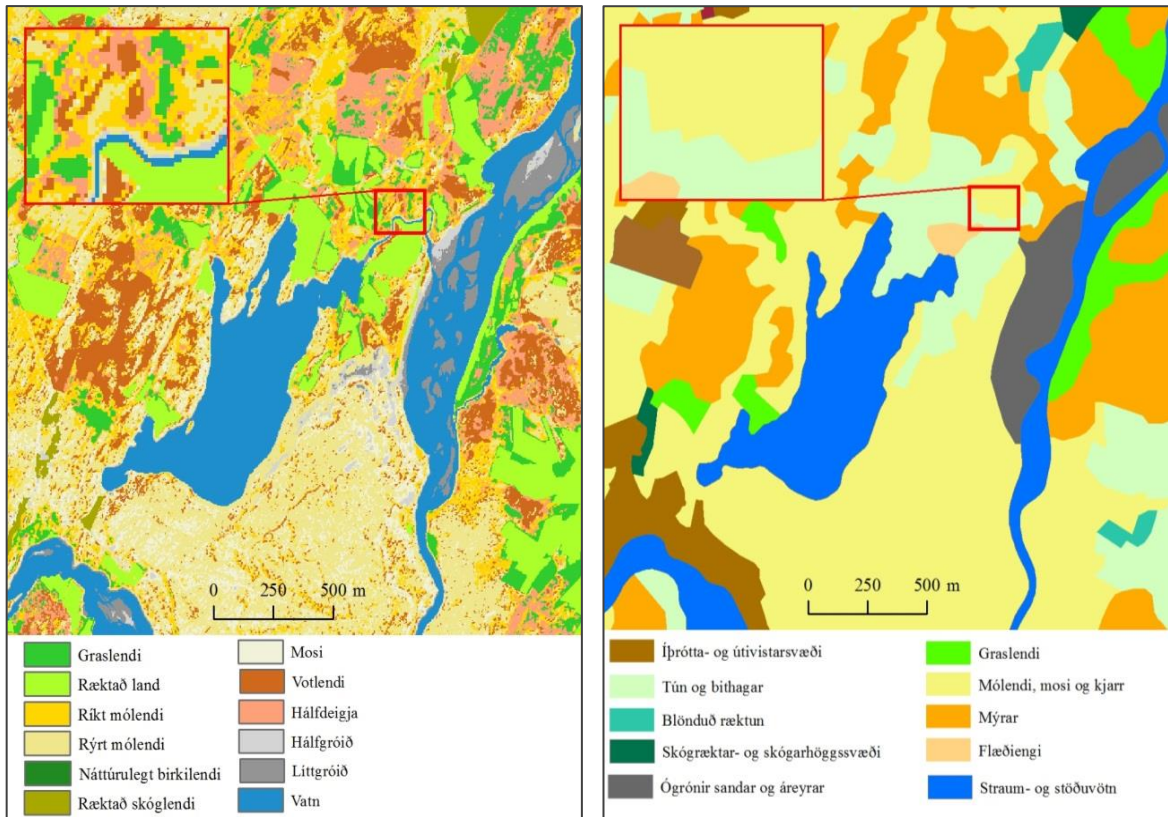 0 250 500 m
Graslendi
Ræktað land
Ríkt mólendi
Rýrt mólendi
Náttúrulegt birkilendi
Ræktað skóglendi
Mosi
Votlendi
Hálfdeigja
Hálfgróið
Líttgróið
Vatn
0 250 500 m
Íþrótta- og útivistarsvæði
Tún og bithagar
Blönduð ræktun
Skógræktar- og skógarhöggssvæði
Ógrónir sandar og áreyrar
Graslendi
Mólendi, mosi og kjarr
Mýrar
Flæðiengi
Straum- og stöðuvötn